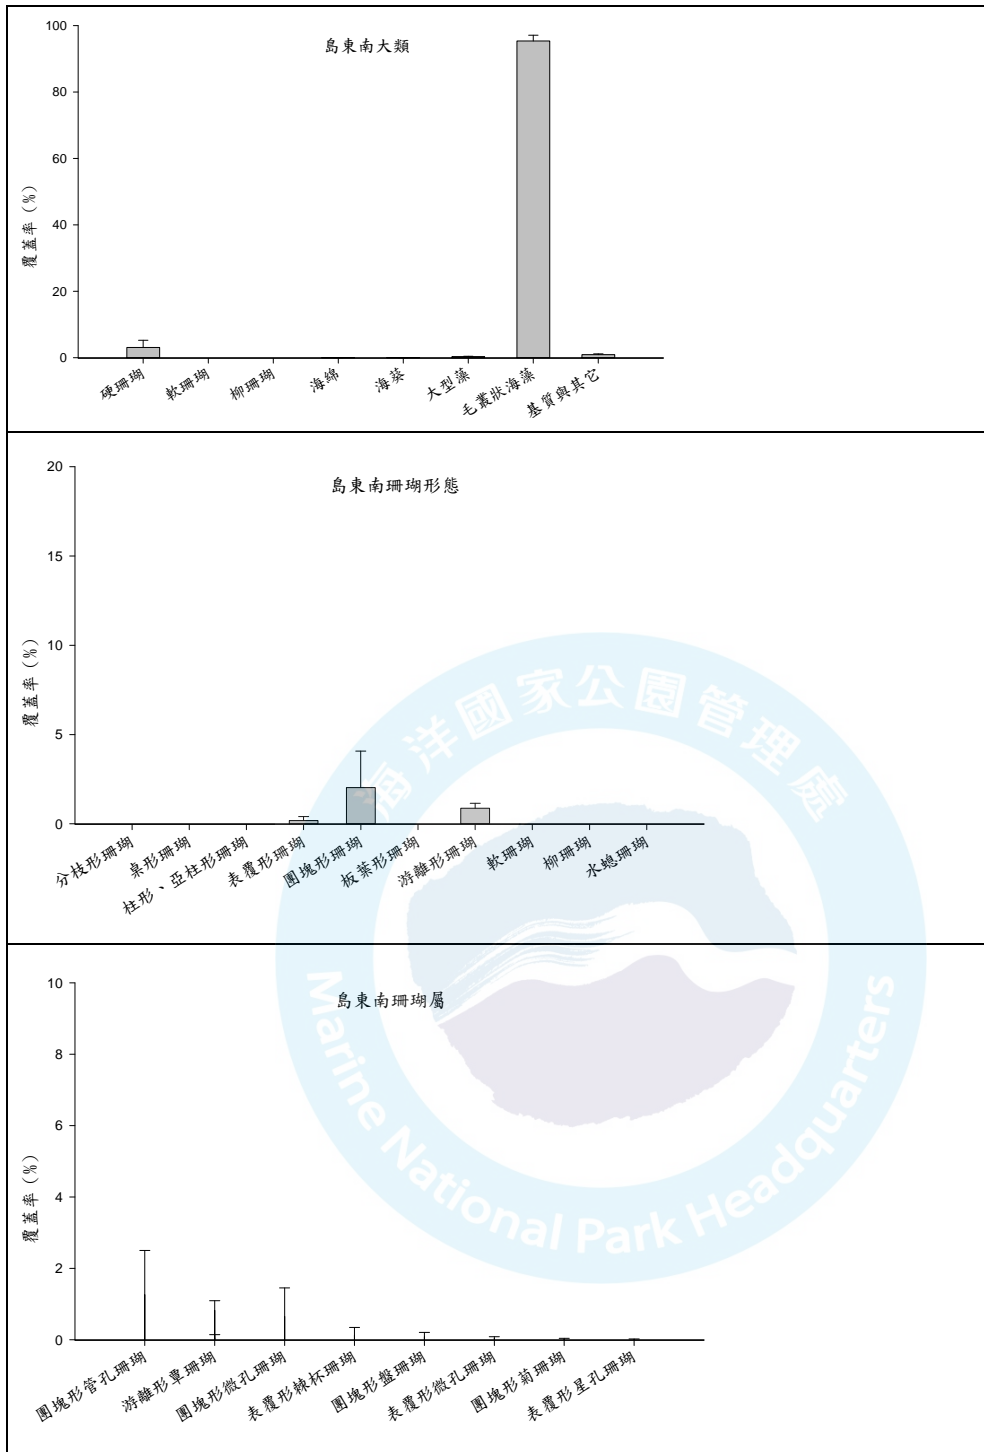 島東南大類
覆蓋率 (%)
100
80
60
40
20
0
硬珊瑚
軟珊瑚
柳珊瑚
海綿
海葵
大型藻
毛叢狀海藻
基質與其它
島東南珊瑚形態
覆蓋率 (%)
20
15
10
5
0
分枝形珊瑚
桌形珊瑚
柱形、亞柱形珊瑚
表覆形珊瑚
團塊形珊瑚
板葉形珊瑚
游離形珊瑚
軟珊瑚
柳珊瑚
水螅珊瑚
島東南珊瑚屬
覆蓋率 (%)
10
8
6
4
2
0
團塊形管孔珊瑚
游離形蕈珊瑚
團塊形微孔珊瑚
表覆形棘杯珊瑚
團塊形盤珊瑚
表覆形微孔珊瑚
團塊形菊珊瑚
表覆形星孔珊瑚
海洋國家公園管理處
Marine National Park Headquarters